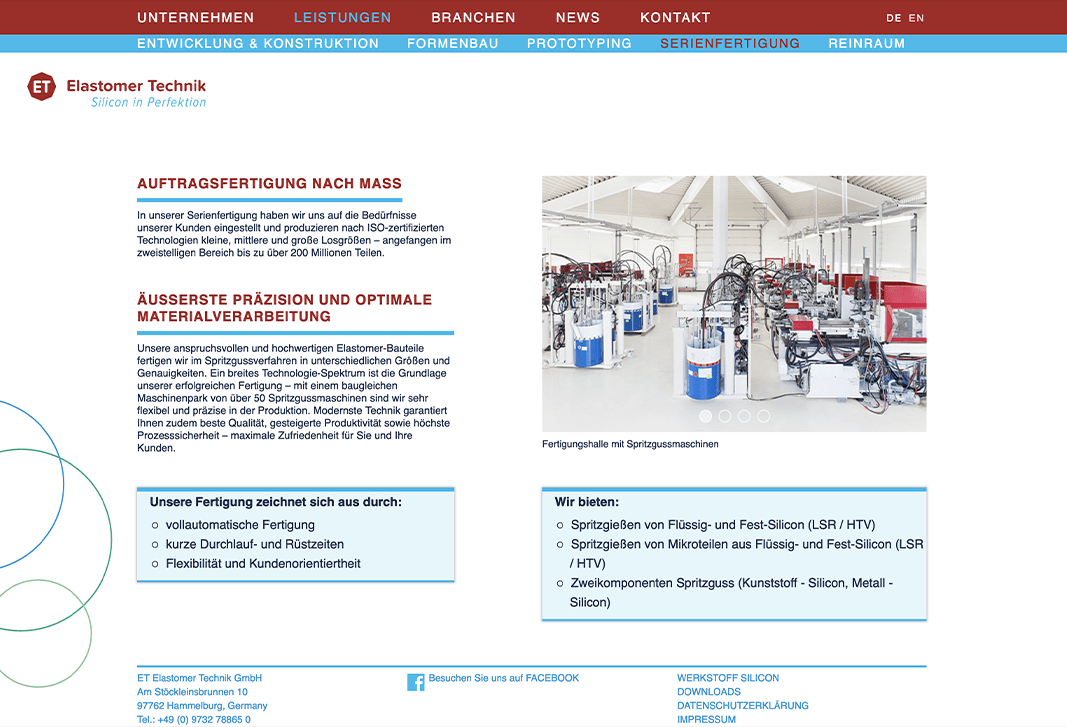 UNTERNEHMEN LEISTUNGEN BRANCHEN NEWS KONTAKT DE EN
ENTWICKLUNG & KONSTRUKTION FORMENBAU PROTOTYPING SERIENFERTIGUNG REINRAUM
ET Elastomer Technik
Silicon in Perfektion
AUFTRAGSFERTIGUNG NACH MASS
In unserer Serienfertigung haben wir uns auf die Bedürfnisse
unserer Kunden eingestellt und produzieren nach ISO-zertifizierten
Technologien kleine, mittlere und große Losgrößen – angefangen im
zweistelligen Bereich bis zu über 200 Millionen Teilen.
ÄUSSERSTE PRÄZISION UND OPTIMALE
MATERIALVERARBEITUNG
Unsere anspruchsvollen und hochwertigen Elastomer-Bauteile
fertigen wir im Spritzgussverfahren in unterschiedlichen Größen und
Genauigkeiten. Ein breites Technologie-Spektrum ist die Grundlage
unserer erfolgreichen Fertigung – mit einem baugleichen
Maschinenpark von über 50 Spritzgussmaschinen sind wir sehr
flexibel und präzise in der Produktion. Modernste Technik garantiert
Ihnen zudem beste Qualität, gesteigerte Produktivität sowie höchste
Prozesssicherheit – maximale Zufriedenheit für Sie und Ihre
Kunden.
Fertigungshalle mit Spritzgussmaschinen
Unsere Fertigung zeichnet sich aus durch:
vollautomatische Fertigung
kurze Durchlauf- und Rüstzeiten
Flexibilität und Kundenorientiertheit
Wir bieten:
Spritzgießen von Flüssig- und Fest-Silicon (LSR / HTV)
Spritzgießen von Mikroteilen aus Flüssig- und Fest-Silicon (LSR
/ HTV)
Zweikomponenten Spritzguss (Kunststoff - Silicon, Metall -
Silicon)
ET Elastomer Technik GmbH
Am Stöckleinsbrunnen 10
97762 Hammelburg, Germany
Tel.: +49 (0) 9732 78865 0
Besuchen Sie uns auf FACEBOOK
WERKSTOFF SILICON
DOWNLOADS
DATENSCHUTZERKLÄRUNG
IMPRESSUM